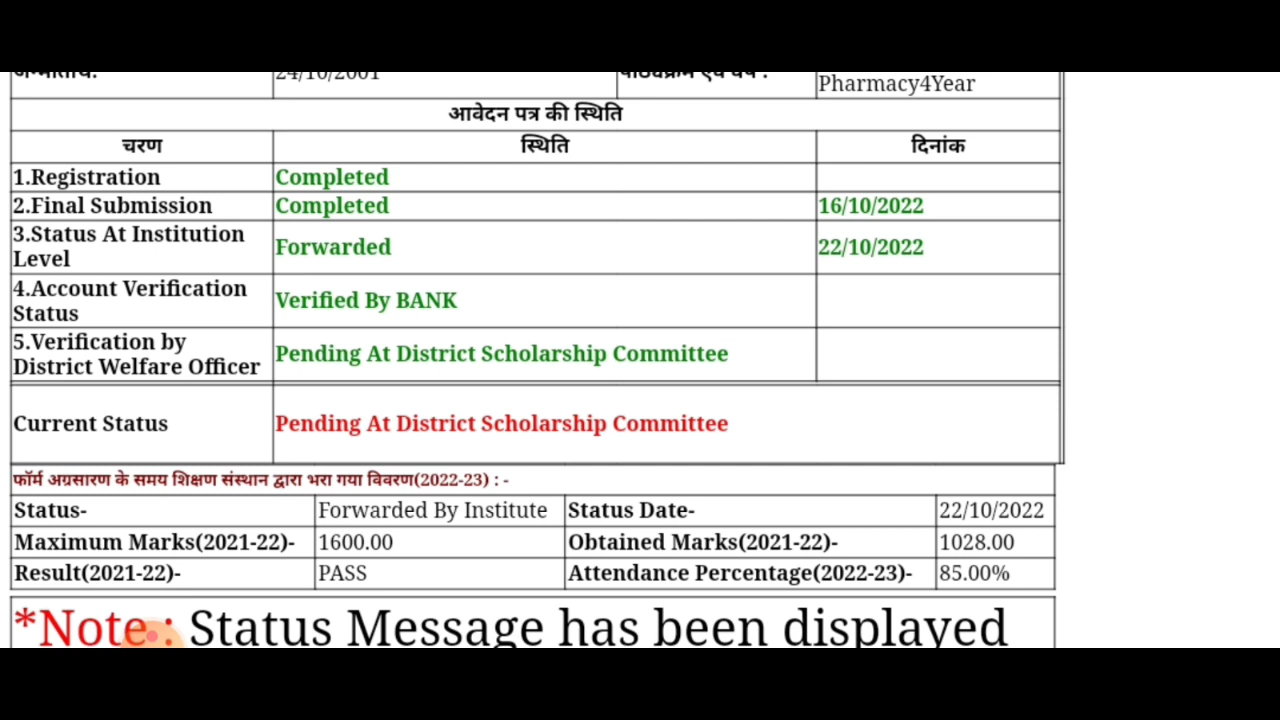 24/10/2001
Pharmacy4Year
आवेदन पत्र की स्थिति
चरण स्थिति दिनांक
1.Registration Completed
2.Final Submission Completed 16/10/2022
3.Status At Institution Level Forwarded 22/10/2022
4.Account Verification Status Verified By BANK
5.Verification by District Welfare Officer Pending At District Scholarship Committee
Current Status Pending At District Scholarship Committee
फॉर्म अग्रसारण के समय शिक्षण संस्थान द्वारा भरा गया विवरण(2022-23) : -
Status- Forwarded By Institute Status Date- 22/10/2022
Maximum Marks(2021-22)- 1600.00 Obtained Marks(2021-22)- 1028.00
Result(2021-22)- PASS Attendance Percentage(2022-23)- 85.00%
*Note : Status Message has been displayed